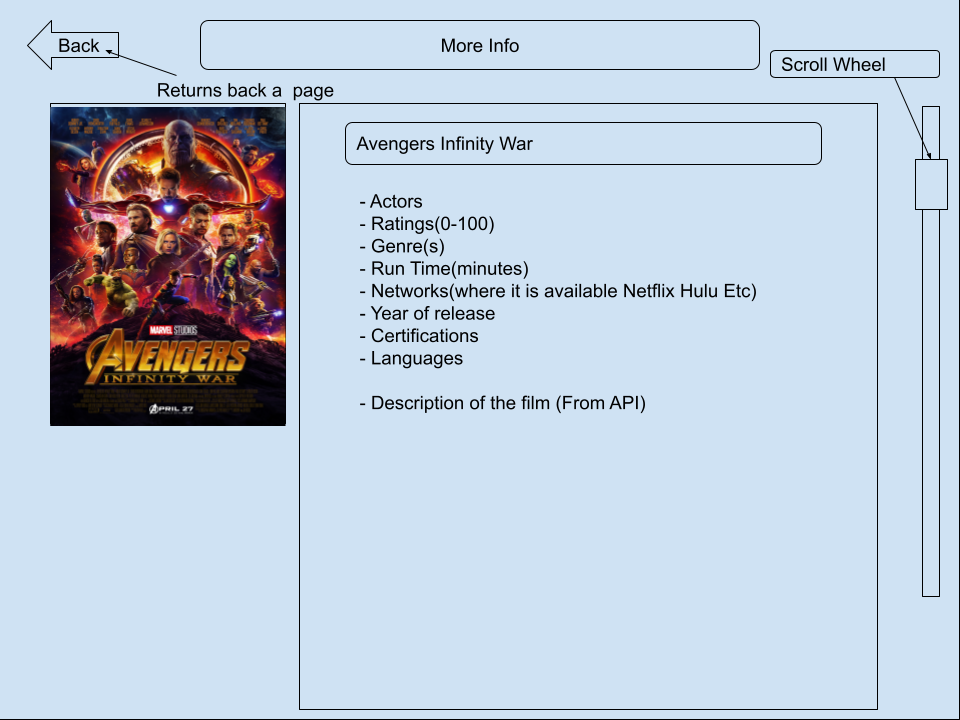 Back
More Info
Scroll Wheel
Returns back a  page
MARVEL STUDIOS
AVENGERS
INFINITY WAR
APRIL 27
Avengers Infinity War
- Actors
- Ratings(0-100)
- Genre(s)
- Run Time(minutes)
- Networks(where it is available Netflix Hulu Etc)
- Year of release
- Certifications
- Languages
- Description of the film (From API)